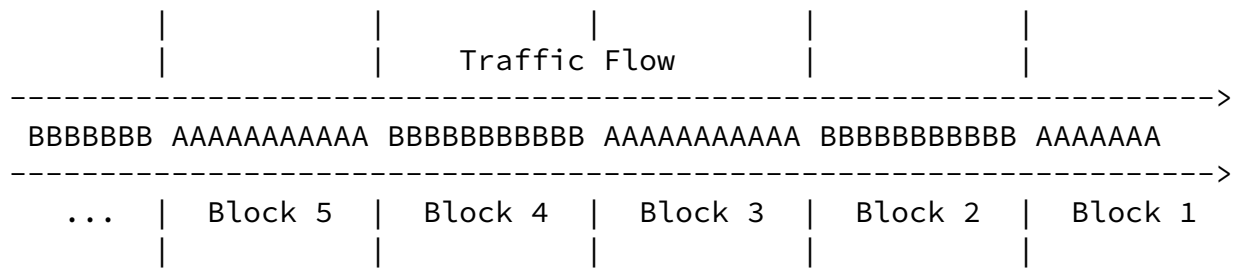 |           |           |           |           |
            |           |    Traffic Flow       |           |
------------------------------------------------------------------->
 BBBBBBB AAAAAAAAAAA BBBBBBBBBBB AAAAAAAAAAA BBBBBBBBBBB AAAAAAA
------------------------------------------------------------------->
   ...  |  Block 5  |  Block 4  |  Block 3  |  Block 2  |  Block 1
        |           |           |           |           |